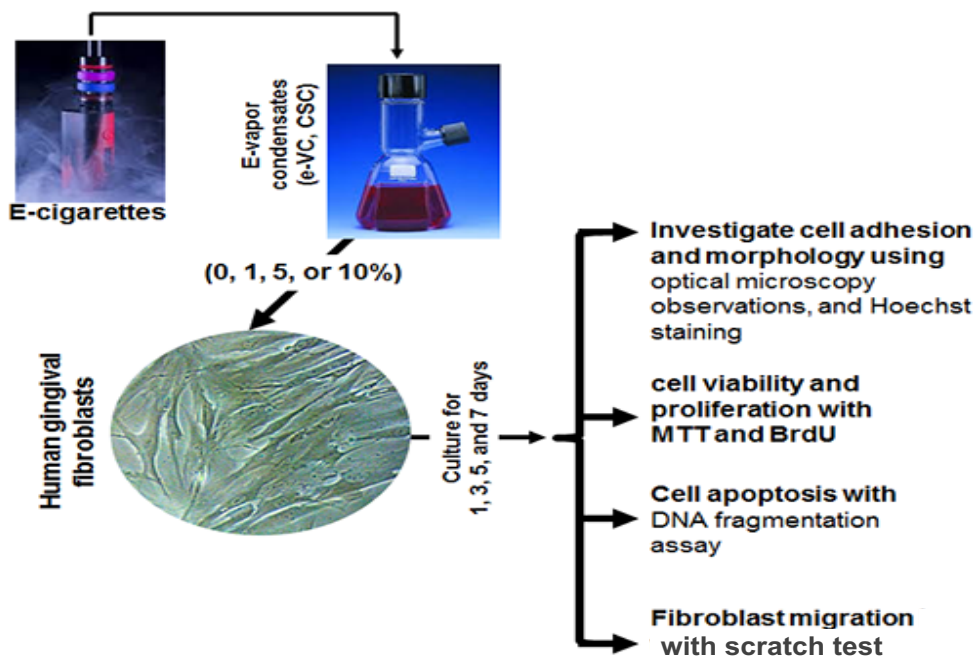 E-cigarettes
E-vapor
condensates
(e-VC, CSC)
(0, 1, 5, or 10%)
Human gingival
fibroblasts
Culture for
1, 3, 5, and 7 days
Investigate cell adhesion
and morphology using
optical microscopy
observations, and Hoechst
staining
cell viability and
proliferation with
MTT and BrdU
Cell apoptosis with
DNA fragmentation
assay
Fibroblast migration
with scratch test